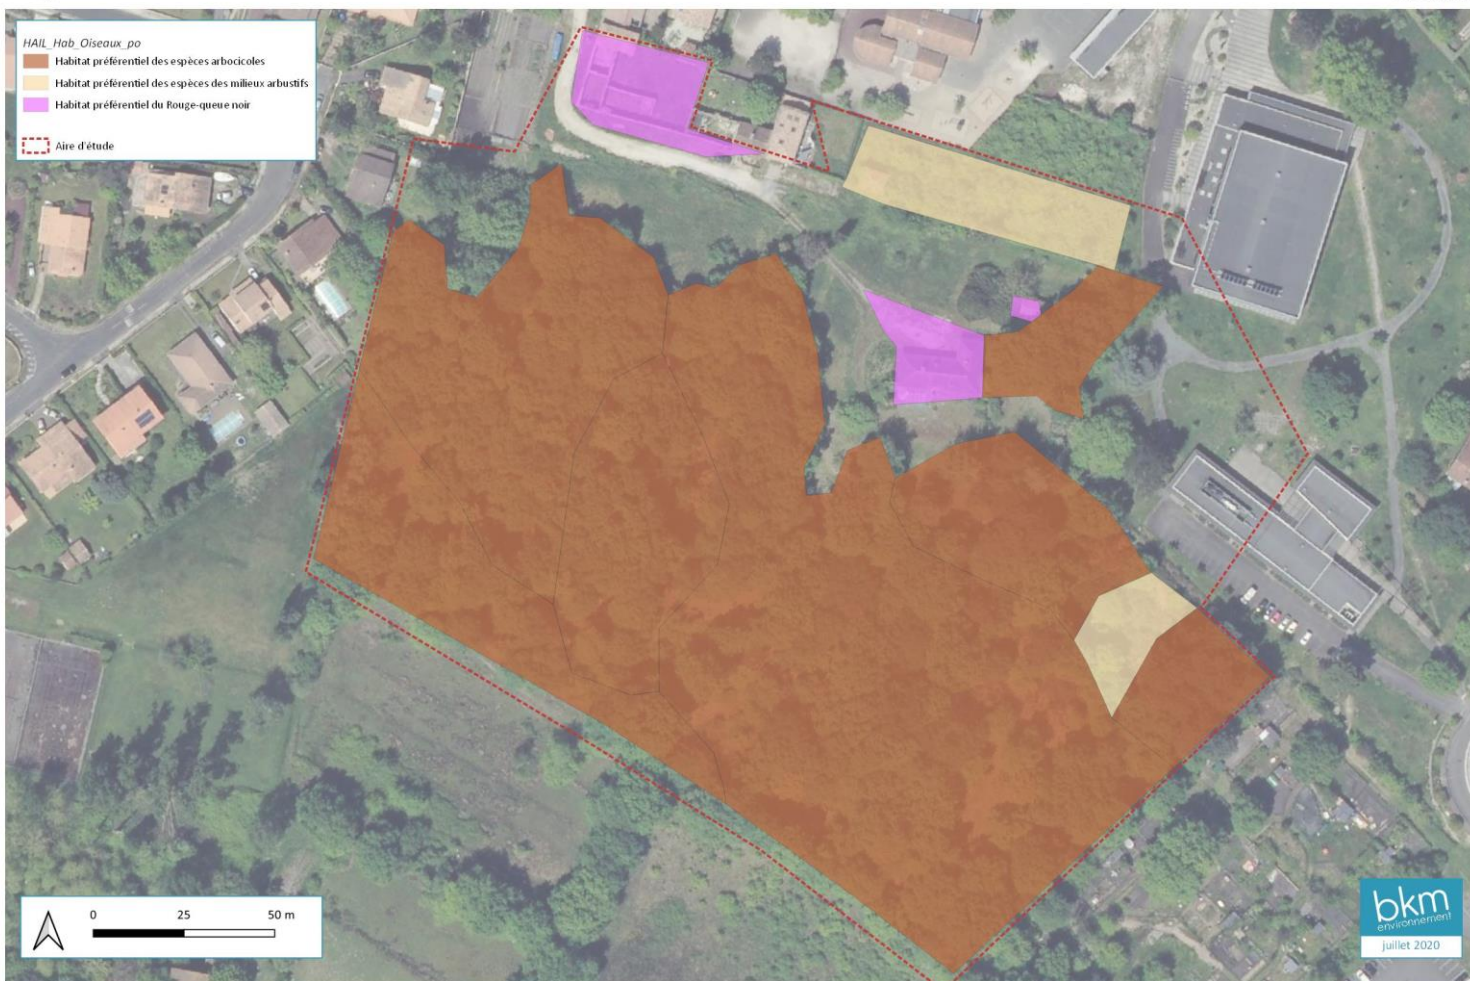 HAIL_Hab_Oiseaux_po
Habitat préférentiel des espèces arbocicoles
Habitat préférentiel des espèces des milieux arbustifs
Habitat préférentiel du Rouge-queue noir
Aire d'étude
0 25 50 m
bkm
environnement
juillet 2020